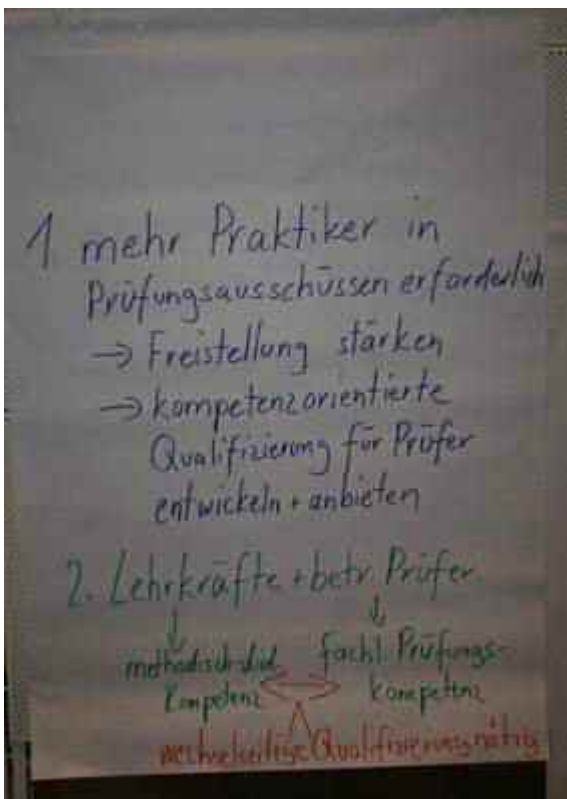 1 mehr Praktiker in
Prüfungsausschüssen erforderlich
→ Freistellung stärken
→ kompetenzorientierte
Qualifizierung für Prüfer
entwickeln + anbieten
2. Lehrkräfte + betr. Prüfer
↓ ↓
methodisch-did. fachl. Prüfungs-
Kompetenz kompetenz
wechselseitige Qualifizierung nötig